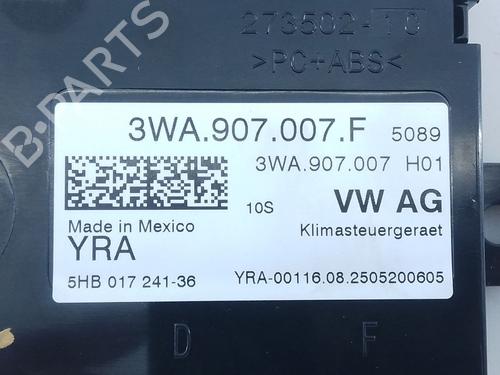 273502-10
>PC+ABS<
B-PARTS
3WA.907.007.F 5089
3WA.907.007 H01
10S VW AG
Made in Mexico Klimasteuergeraet
YRA
5HB 017 241-36 YRA-00116.08.2505200605
D F